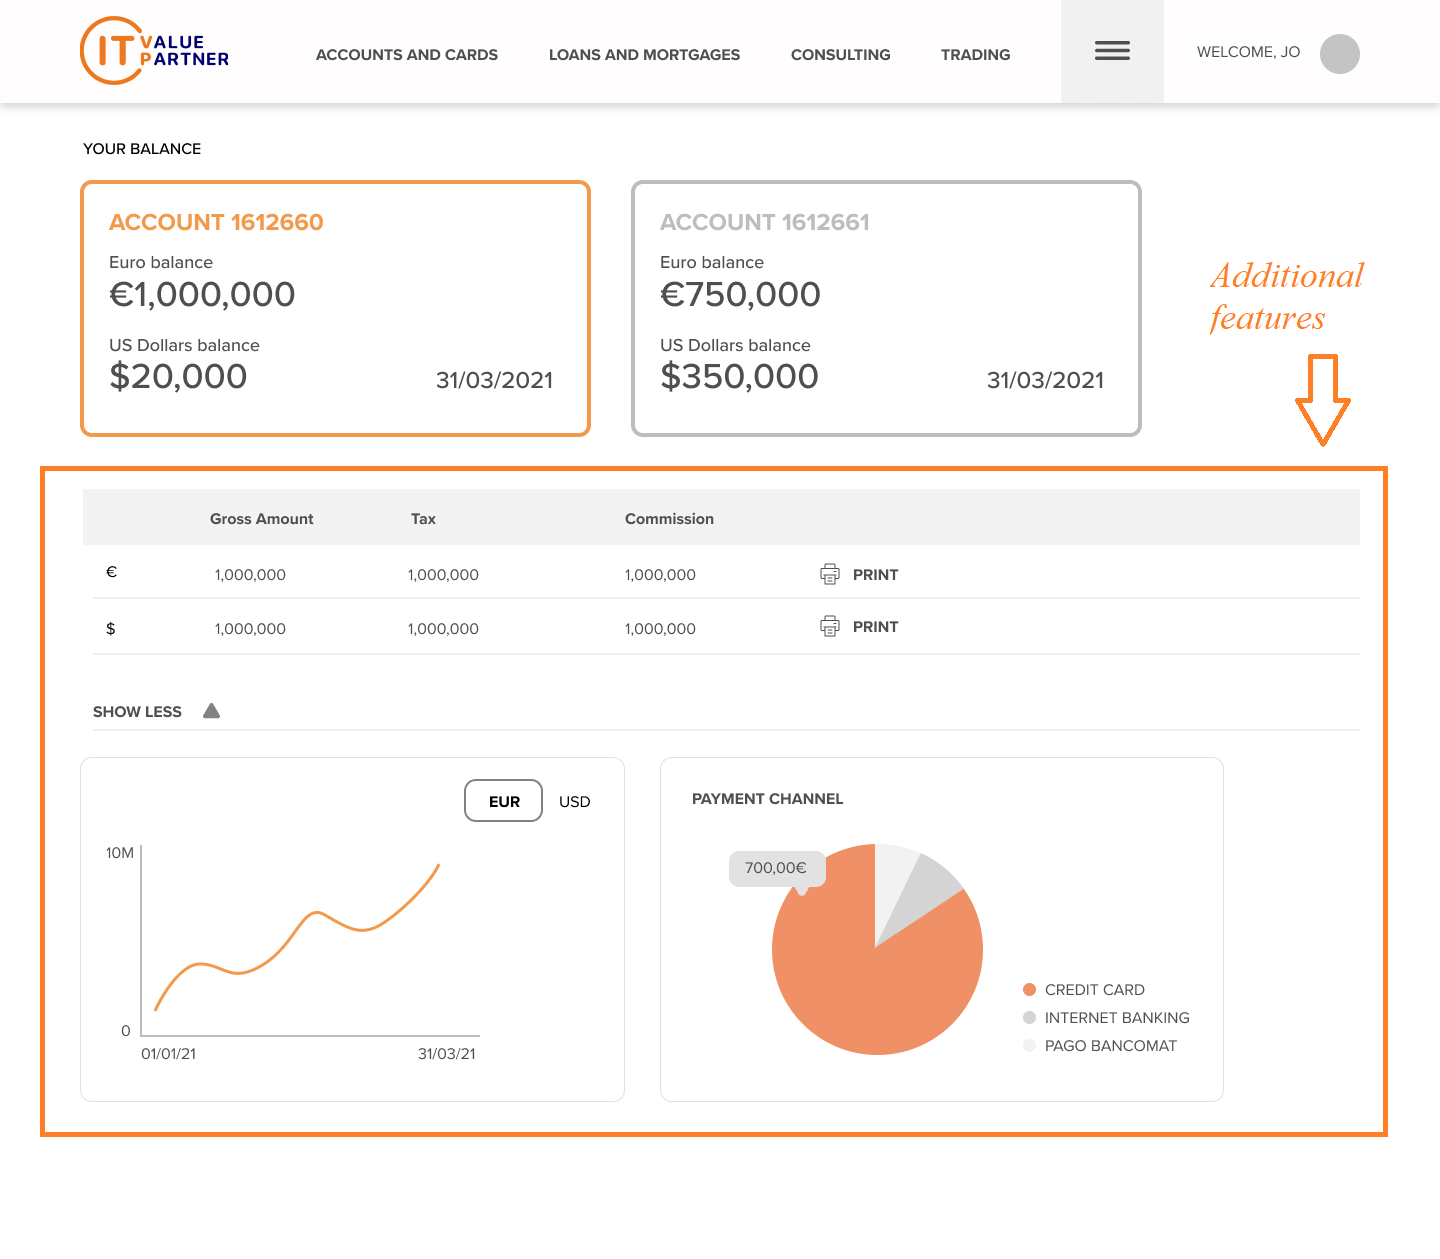 IT VALUE
PARTNER
ACCOUNTS AND CARDS
LOANS AND MORTGAGES
CONSULTING
TRADING
WELCOME, JO
YOUR BALANCE
ACCOUNT 1612660
Euro balance
€1,000,000
US Dollars balance
$20,000
31/03/2021
ACCOUNT 1612661
Euro balance
€750,000
US Dollars balance
$350,000
31/03/2021
Additional
features
Gross Amount Tax Commission
€ 1,000,000 1,000,000 1,000,000 PRINT
$ 1,000,000 1,000,000 1,000,000 PRINT
SHOW LESS
EUR USD
10M
0
01/01/21 31/03/21
PAYMENT CHANNEL
700,00€
CREDIT CARD
INTERNET BANKING
PAGO BANCOMAT